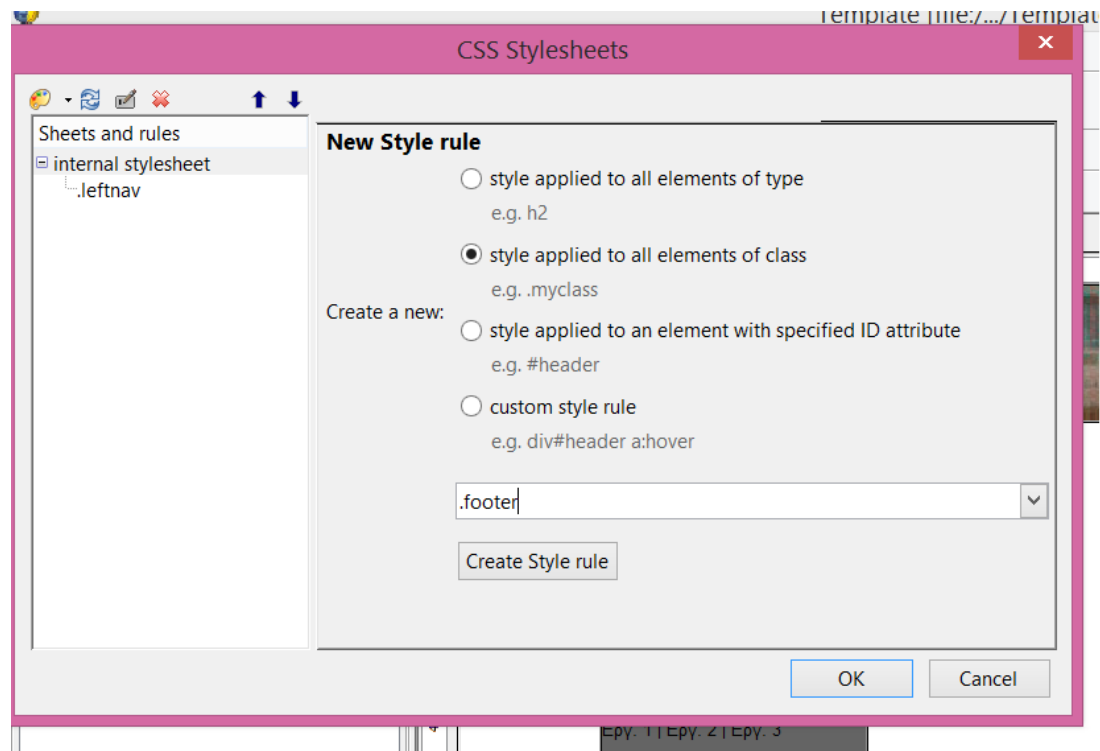 Template [file:/.../Templat
CSS Stylesheets
Sheets and rules
internal stylesheet
.leftnav
New Style rule
Create a new:
style applied to all elements of type
e.g. h2
style applied to all elements of class
e.g. .myclass
style applied to an element with specified ID attribute
e.g. #header
custom style rule
e.g. div#header a:hover
.footer
Create Style rule
OK
Cancel
Εργ. 1 | Εργ. 2 | Εργ. 3